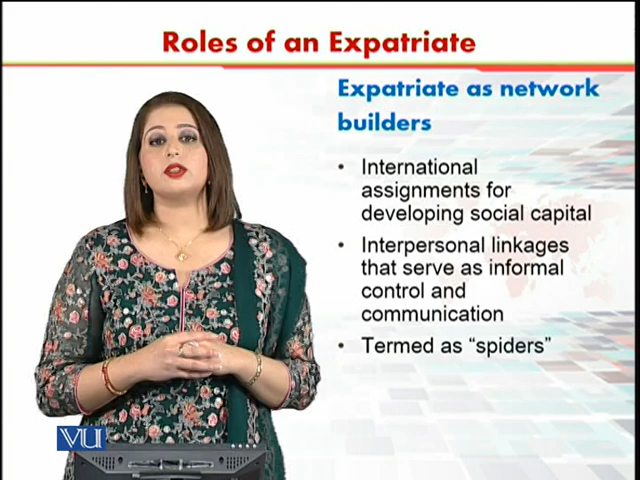 Roles of an Expatriate
Expatriate as network
builders
• International
assignments for
developing social capital
• Interpersonal linkages
that serve as informal
control and
communication
• Termed as “spiders”
VU